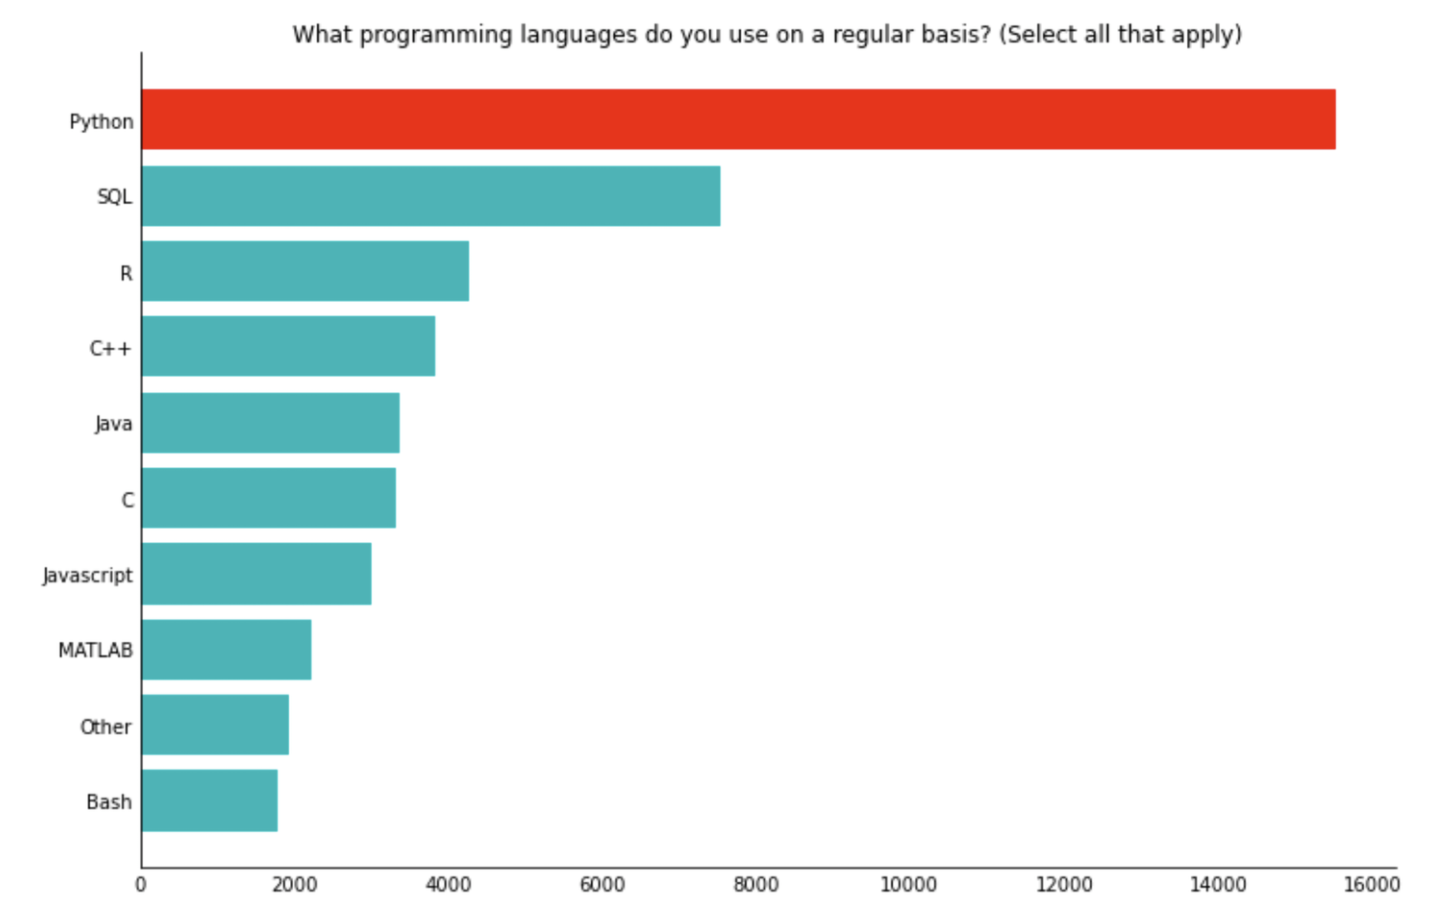 What programming languages do you use on a regular basis? (Select all that apply)
Python
SQL
R
C++
Java
C
Javascript
MATLAB
Other
Bash
0 2000 4000 6000 8000 10000 12000 14000 16000